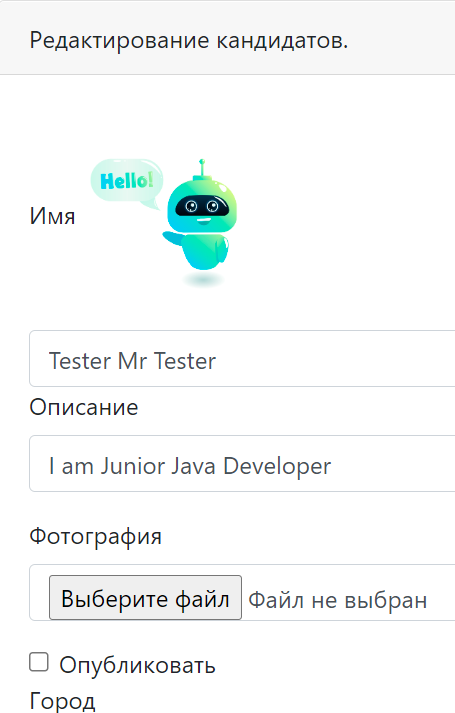 Редактирование кандидатов.
Hello!
Имя
Tester Mr Tester
Описание
I am Junior Java Developer
Фотография
Выберите файл Файл не выбран
Опубликовать
Город